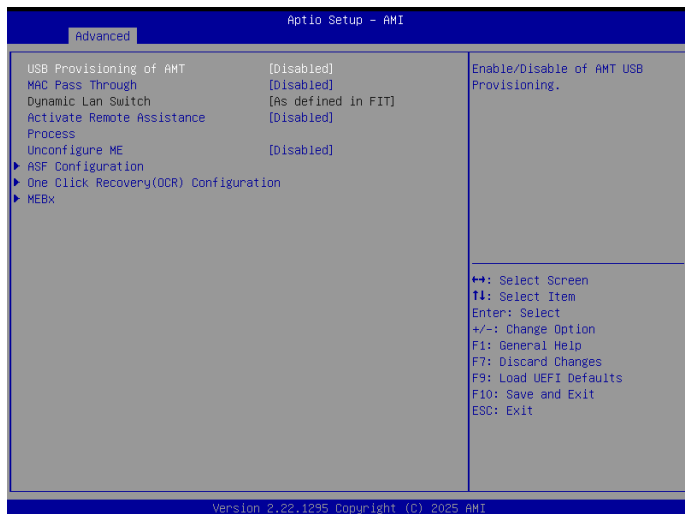 Aptio Setup – AMI
Advanced
USB Provisioning of AMT [Disabled]
MAC Pass Through [Disabled]
Dynamic Lan Switch [As defined in FIT]
Activate Remote Assistance [Disabled]
Process
Unconfigure ME [Disabled]
ASF Configuration
One Click Recovery(OCR) Configuration
MEBx
Enable/Disable of AMT USB
Provisioning.
↔: Select Screen
↑↓: Select Item
Enter: Select
+/-: Change Option
F1: General Help
F7: Discard Changes
F9: Load UEFI Defaults
F10: Save and Exit
ESC: Exit
Version 2.22.1295 Copyright (C) 2025 AMI